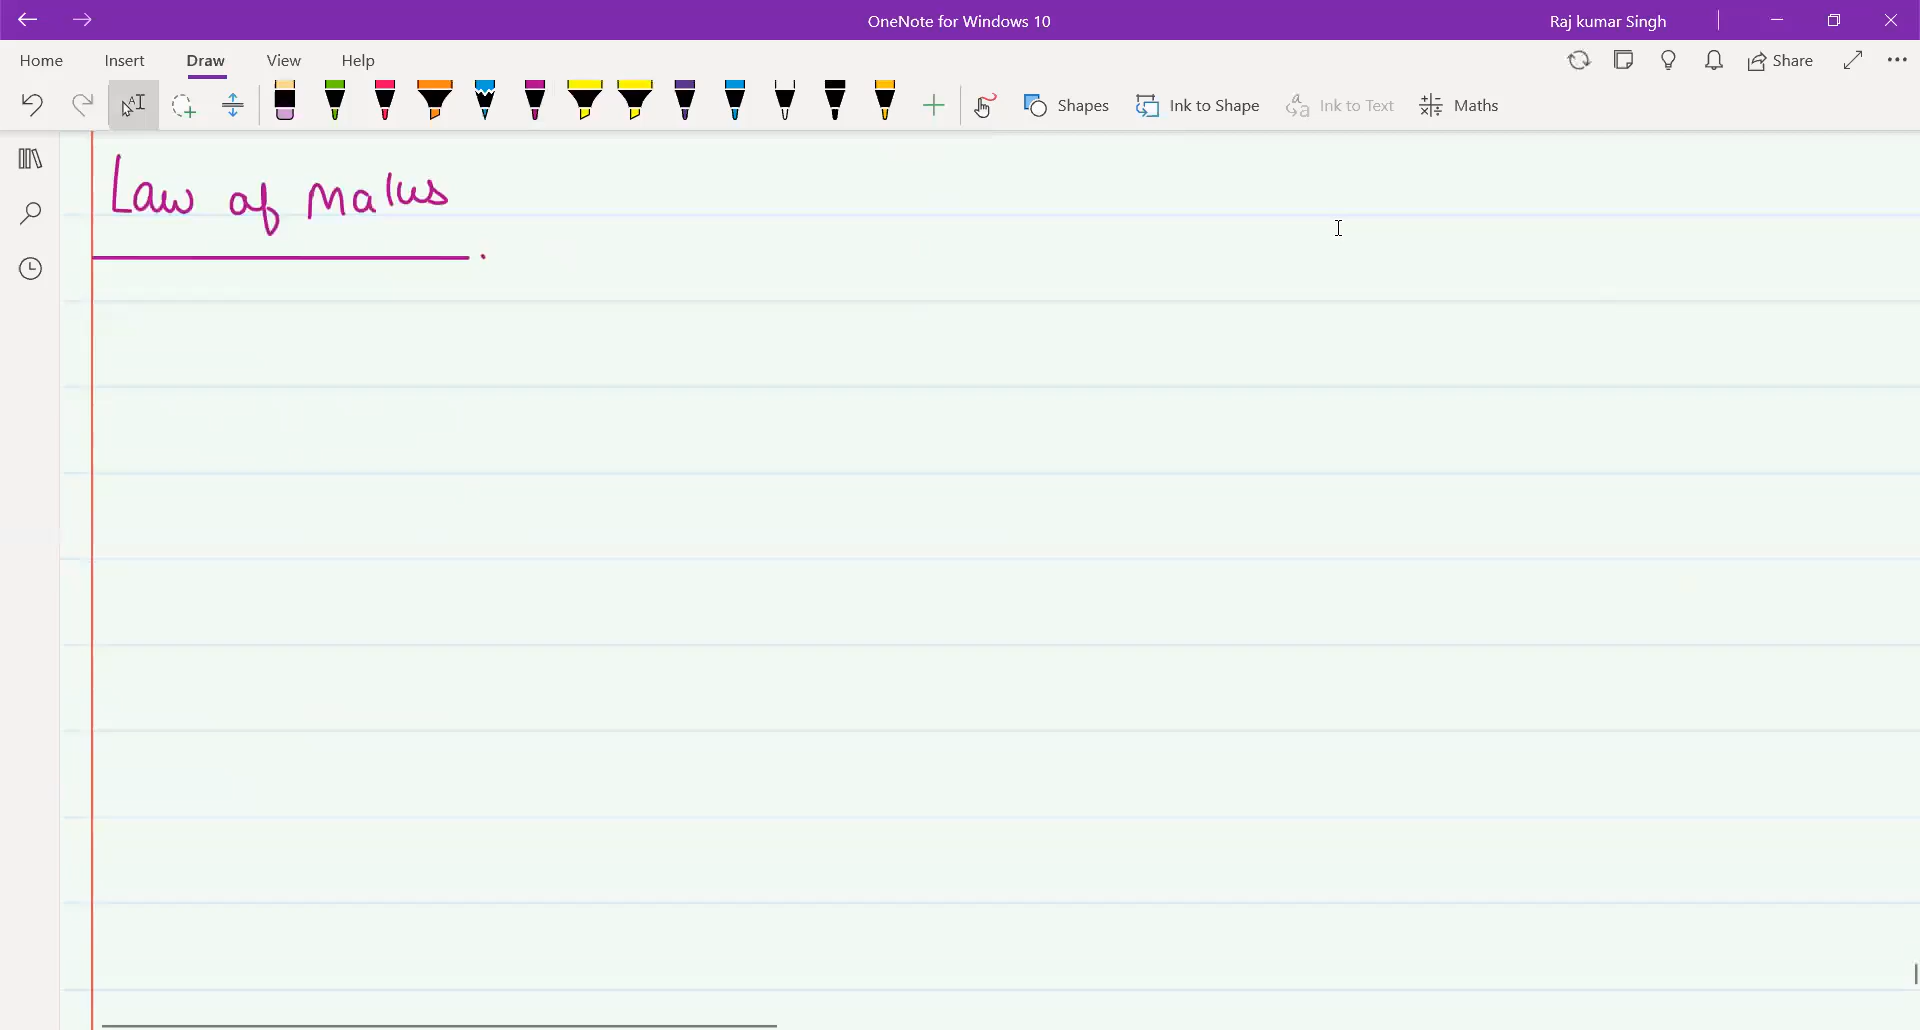 OneNote for Windows 10
Raj kumar Singh
Home Insert Draw View Help
Share
Shapes Ink to Shape Ink to Text Maths
Law of Malus